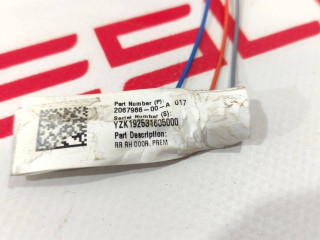 Part Number (P):
2067966-00-A 017
Serial Number (S):
YZK192531605000
Part Description:
RR RH DOOR, PREM